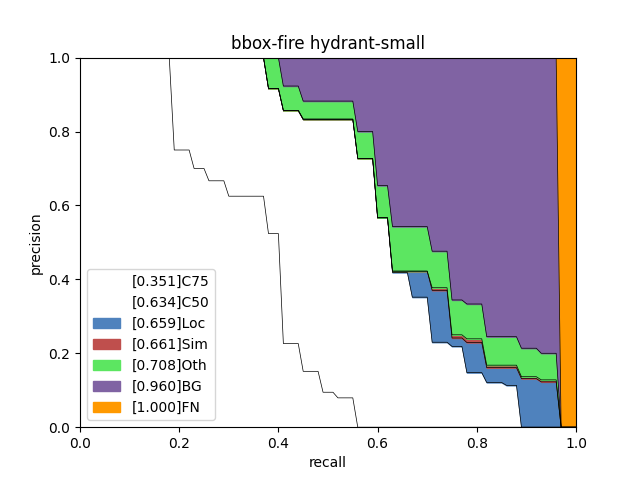 bbox-fire hydrant-small
precision
1.0
0.8
0.6
0.4
0.2
0.0
[0.351]C75
[0.634]C50
[0.659]Loc
[0.661]Sim
[0.708]Oth
[0.960]BG
[1.000]FN
0.0 0.2 0.4 0.6 0.8 1.0
recall